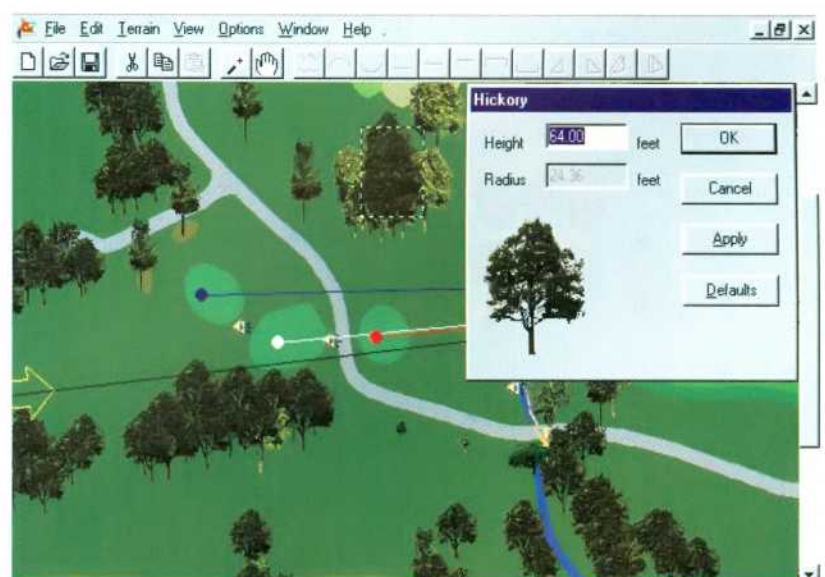 File Edit Terrain View Options Window Help
Hickory
Height 64.00 feet OK
Radius 24.36 feet Cancel
Apply
Defaults